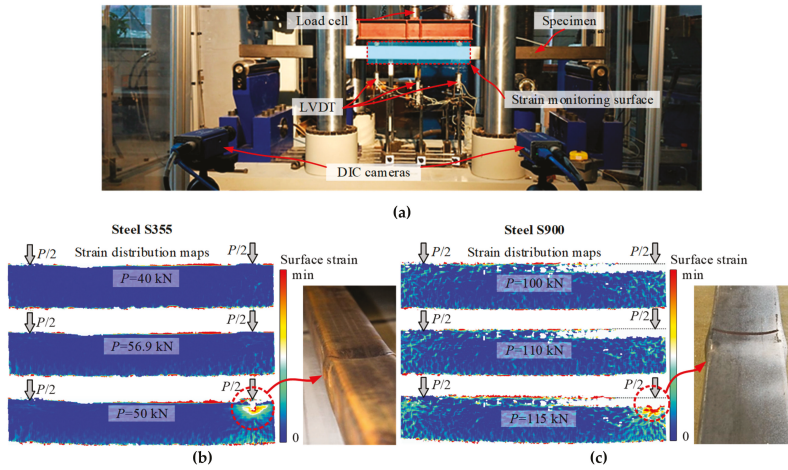 Load cell
Specimen
LVDT
Strain monitoring surface
DIC cameras
(a)
Steel S355
Steel S900
P/2
Strain distribution maps
P/2
Surface strain
min
P=40 kN
P/2
P/2
P=56.9 kN
P/2
P/2
P=50 kN
0
(b)
P/2
Strain distribution maps
P/2
Surface strain
min
P=100 kN
P/2
P/2
P=110 kN
P/2
P/2
P=115 kN
0
(c)